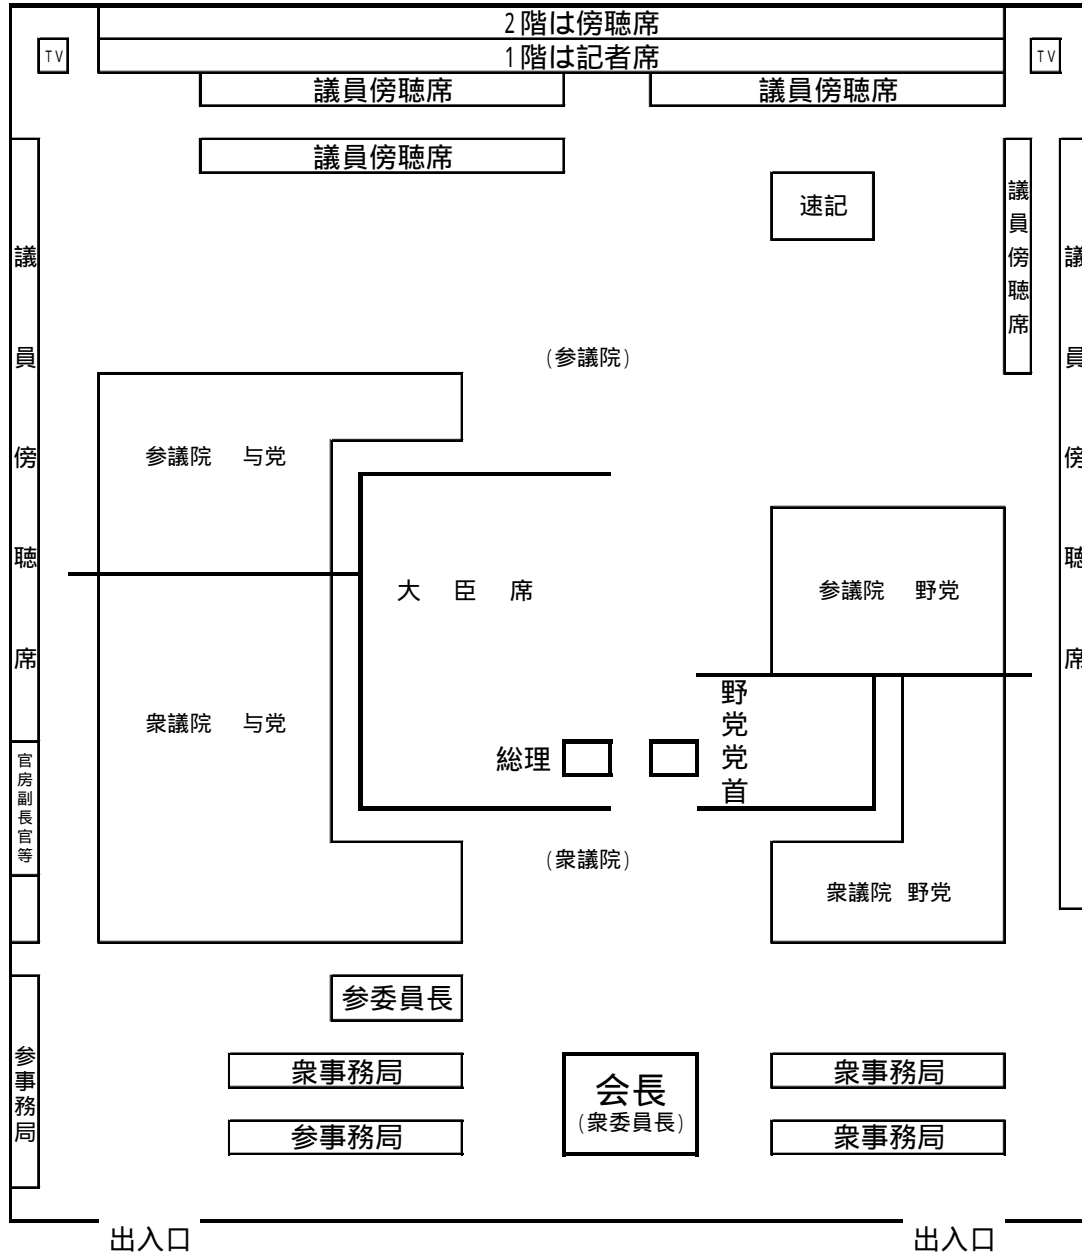 2階は傍聴席
TV
1階は記者席
TV
議員傍聴席
議員傍聴席
議員傍聴席
速記
議員傍聴席
議員傍聴席
議員傍聴席
(参議院)
参議院 与党
大臣席
参議院 野党
衆議院 与党
野党党首
総理
官房副長官等
(衆議院)
衆議院 野党
参委員長
参事務局
衆事務局
会長
(衆委員長)
衆事務局
参事務局
衆事務局
出入口
出入口